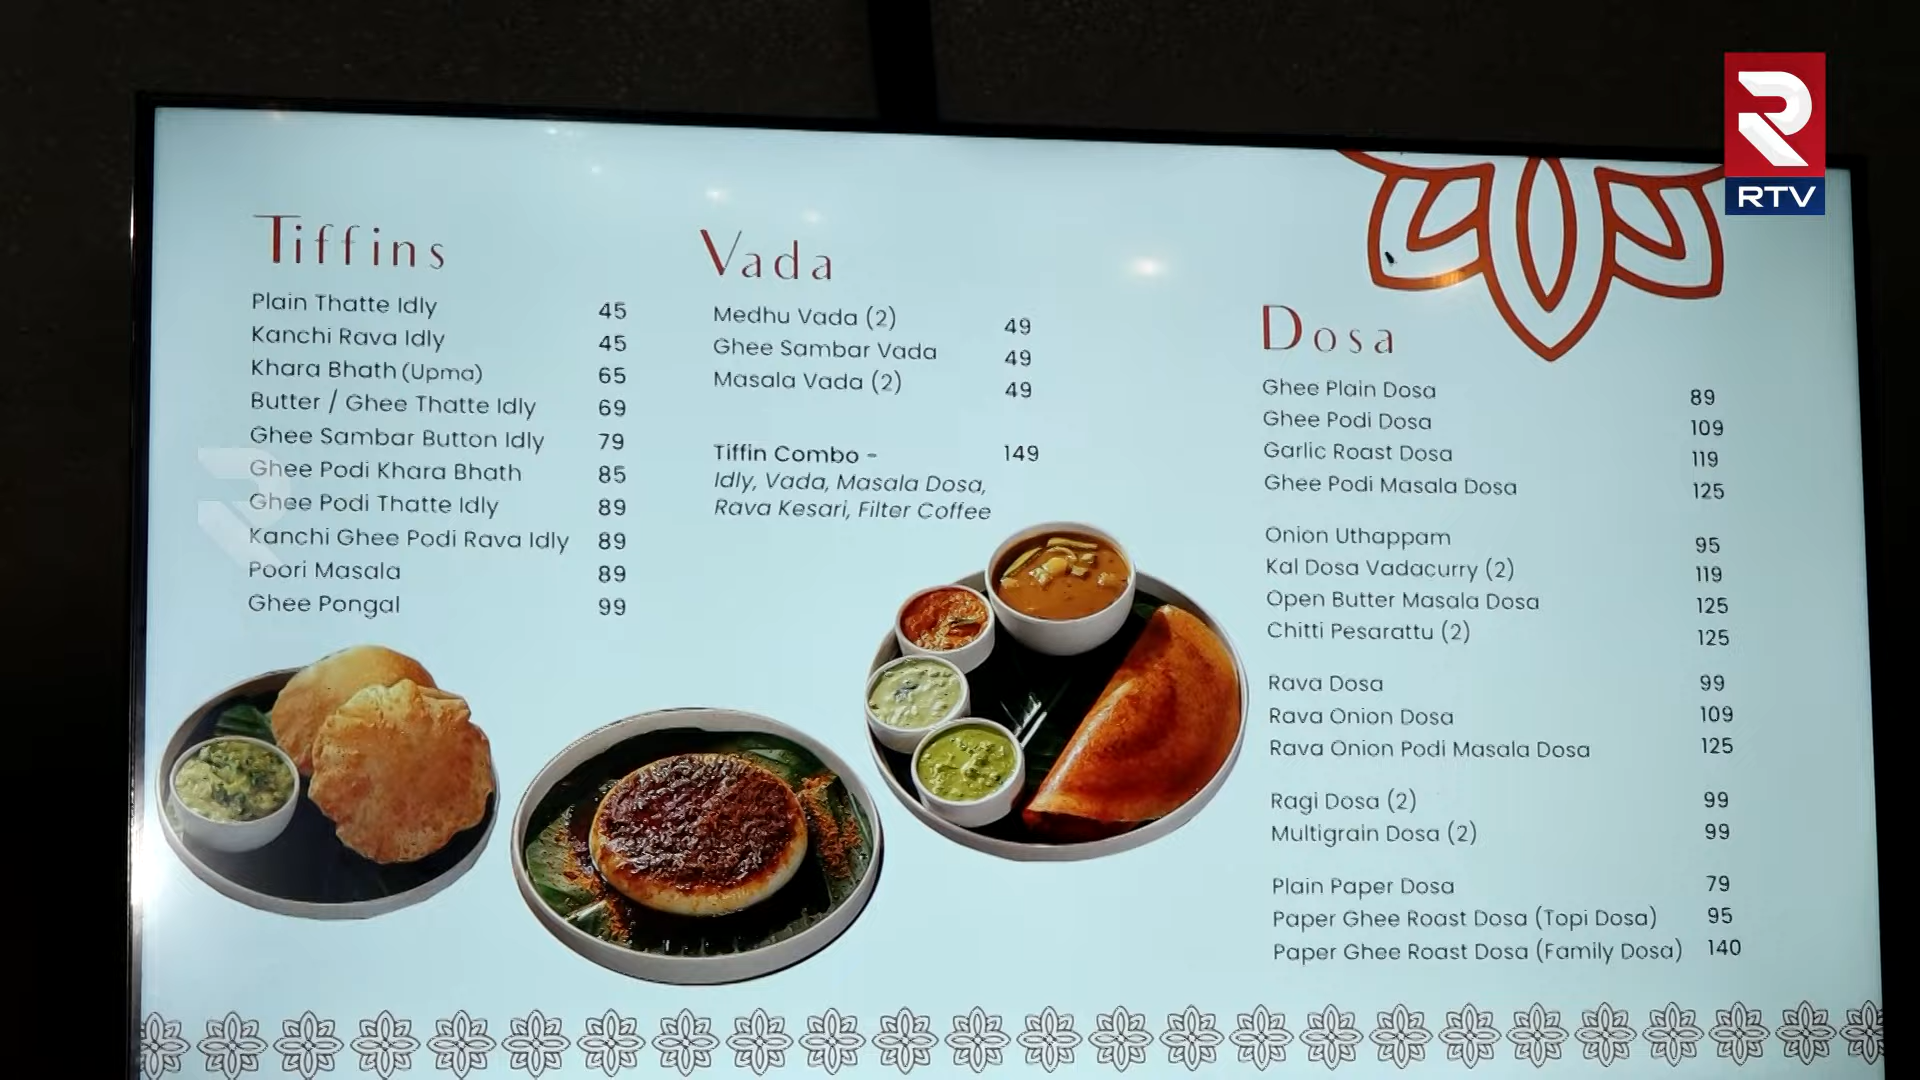 RTV
Tiffins
Plain Thatte Idly 45
Kanchi Rava Idly 45
Khara Bhath (Upma) 65
Butter / Ghee Thatte Idly 69
Ghee Sambar Button Idly 79
Ghee Podi Khara Bhath 85
Ghee Podi Thatte Idly 89
Kanchi Ghee Podi Rava Idly 89
Poori Masala 89
Ghee Pongal 99
Vada
Medhu Vada (2) 49
Ghee Sambar Vada 49
Masala Vada (2) 49
Tiffin Combo - 149
Idly, Vada, Masala Dosa,
Rava Kesari, Filter Coffee
Dosa
Ghee Plain Dosa 89
Ghee Podi Dosa 109
Garlic Roast Dosa 119
Ghee Podi Masala Dosa 125
Onion Uthappam 95
Kal Dosa Vadacurry (2) 119
Open Butter Masala Dosa 125
Chitti Pesarattu (2) 125
Rava Dosa 99
Rava Onion Dosa 109
Rava Onion Podi Masala Dosa 125
Ragi Dosa (2) 99
Multigrain Dosa (2) 99
Plain Paper Dosa 79
Paper Ghee Roast Dosa (Topi Dosa) 95
Paper Ghee Roast Dosa (Family Dosa) 140